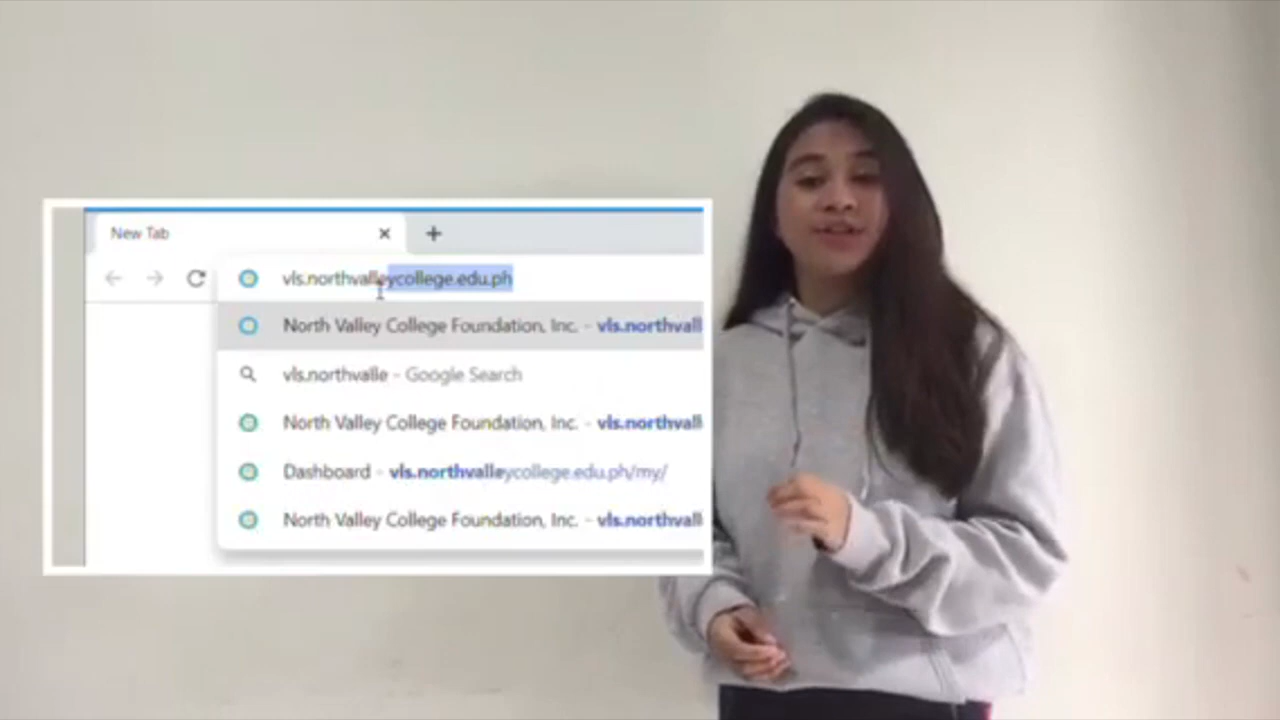 New Tab
vls.northvalleycollege.edu.ph
North Valley College Foundation, Inc. - vls.northvall
vls.northvalle - Google Search
North Valley College Foundation, Inc. - vls.northvall
Dashboard - vls.northvalleycollege.edu.ph/my/
North Valley College Foundation, Inc. - vls.northvall